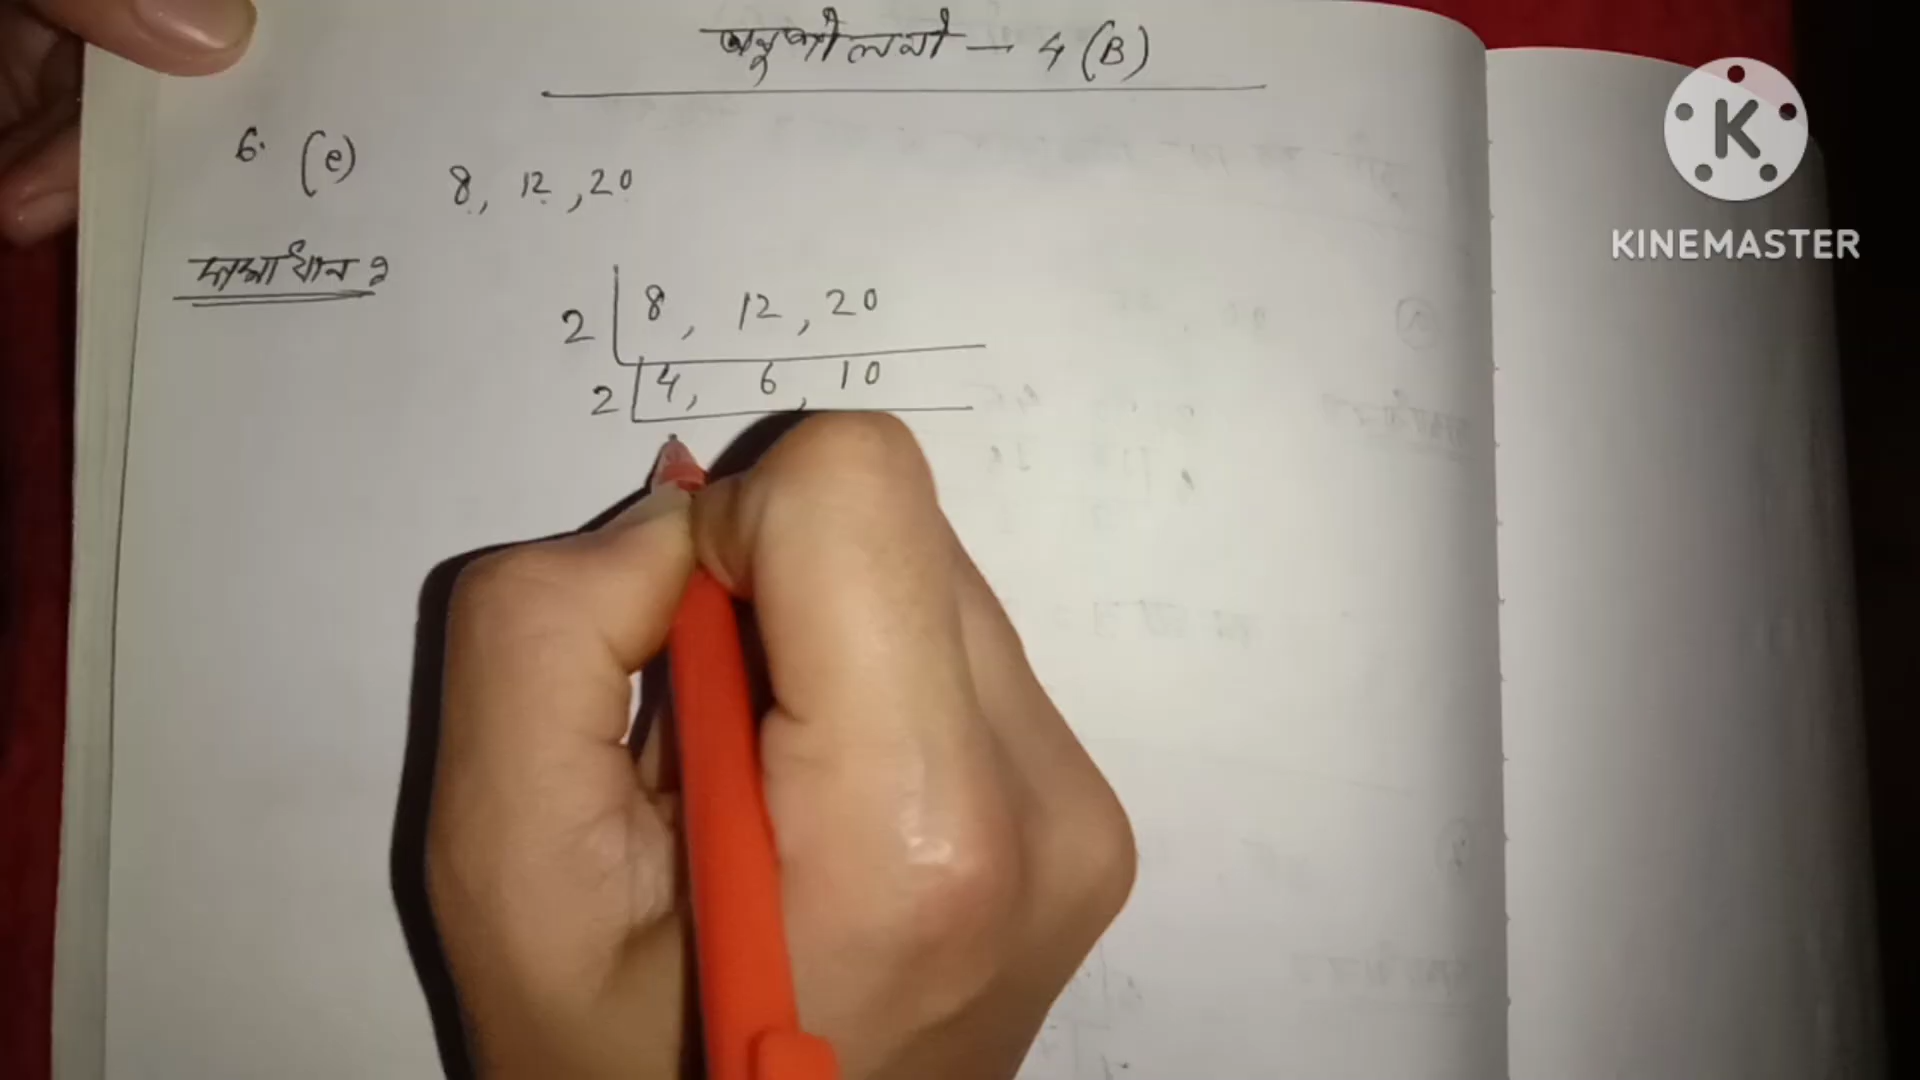 অনুশীলনী — 4 (B)
6. (e) 8, 12, 20
সমাধান ঃ
2 | 8, 12, 20
2 | 4, 6, 10
K
KINEMASTER